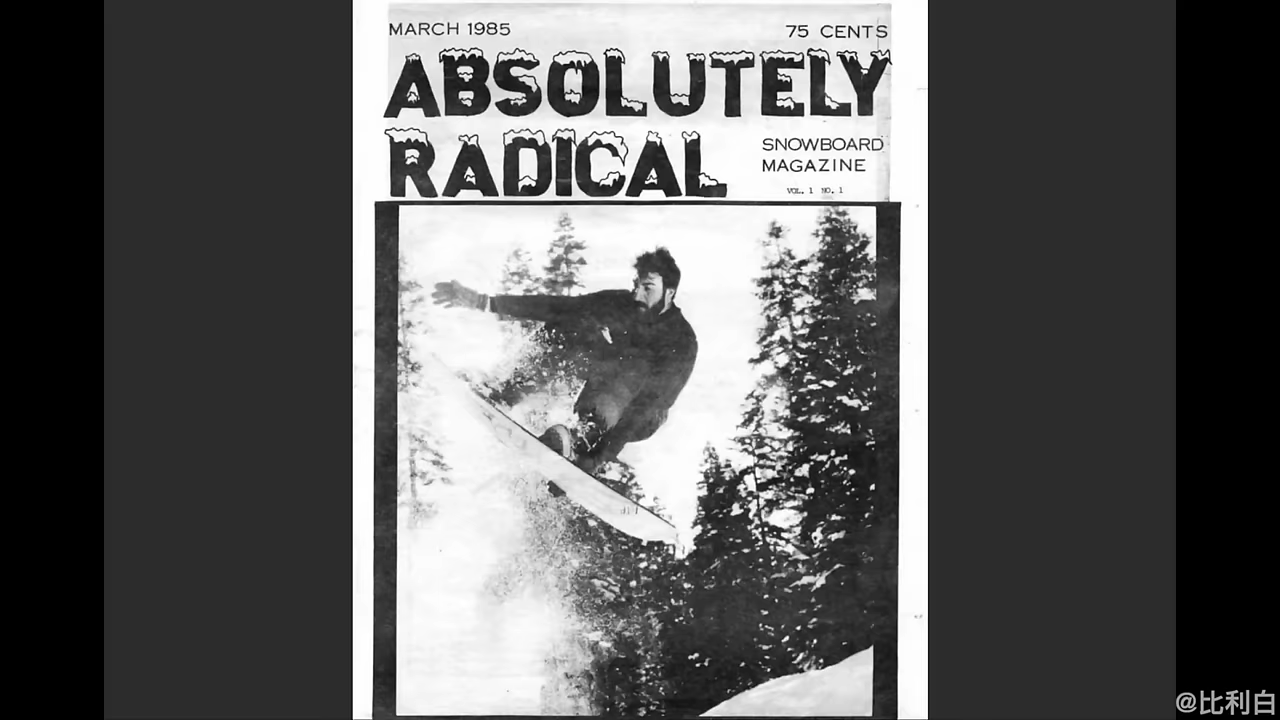 MARCH 1985
75 CENTS
ABSOLUTELY
RADICAL
SNOWBOARD
MAGAZINE
VOL. 1 NO. 1
@比利白